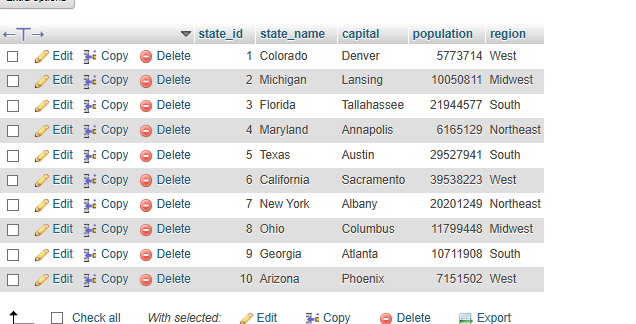 Extra options
state_id state_name capital population region
Edit Copy Delete 1 Colorado Denver 5773714 West
Edit Copy Delete 2 Michigan Lansing 10050811 Midwest
Edit Copy Delete 3 Florida Tallahassee 21944577 South
Edit Copy Delete 4 Maryland Annapolis 6165129 Northeast
Edit Copy Delete 5 Texas Austin 29527941 South
Edit Copy Delete 6 California Sacramento 39538223 West
Edit Copy Delete 7 New York Albany 20201249 Northeast
Edit Copy Delete 8 Ohio Columbus 11799448 Midwest
Edit Copy Delete 9 Georgia Atlanta 10711908 South
Edit Copy Delete 10 Arizona Phoenix 7151502 West
Check all With selected: Edit Copy Delete Export